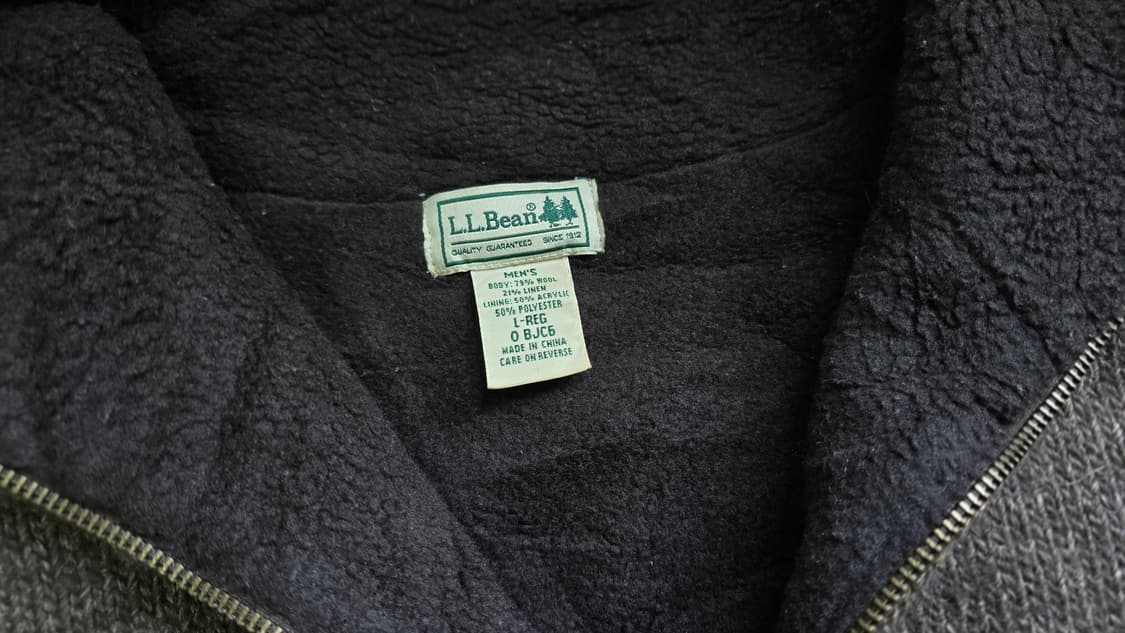 L.L.Bean®
QUALITY GUARANTEED SINCE 1912
MEN'S
BODY: 79% WOOL
21% LINEN
LINING: 50% ACRYLIC
50% POLYESTER
L-REG
0 BJC6
MADE IN CHINA
CARE ON REVERSE